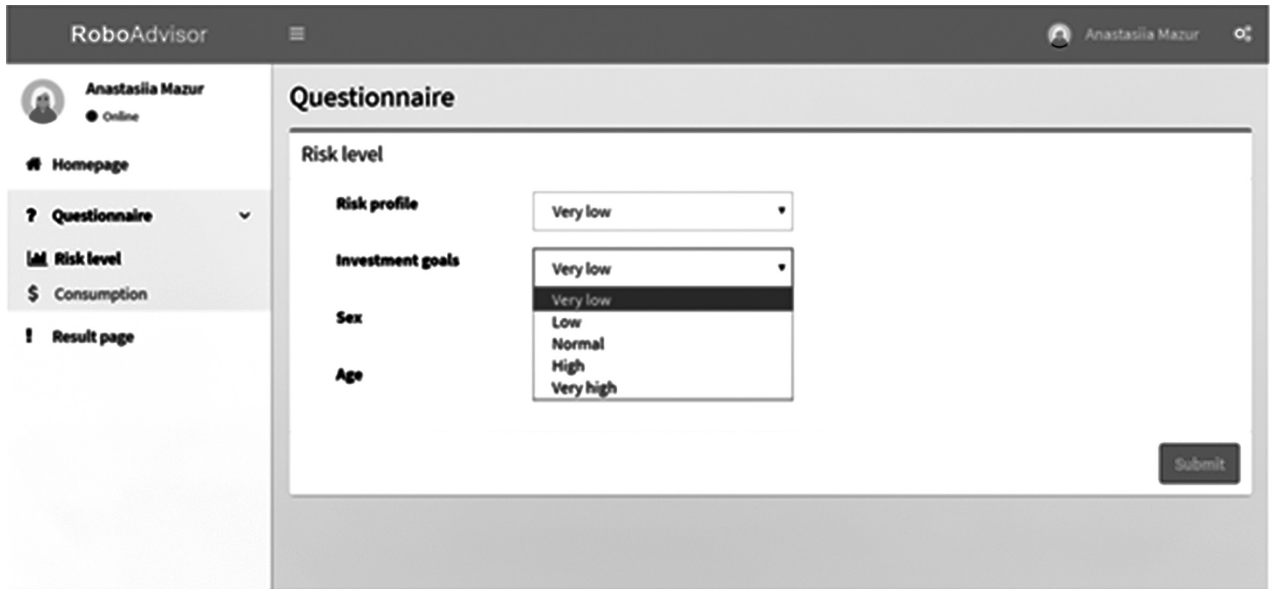 RoboAdvisor
Anastasiia Mazur
Anastasiia Mazur
Online
Homepage
? Questionnaire
Risk level
$ Consumption
! Result page
Questionnaire
Risk level
Risk profile
Very low
Investment goals
Very low
Very low
Low
Normal
High
Very high
Sex
Age
Submit